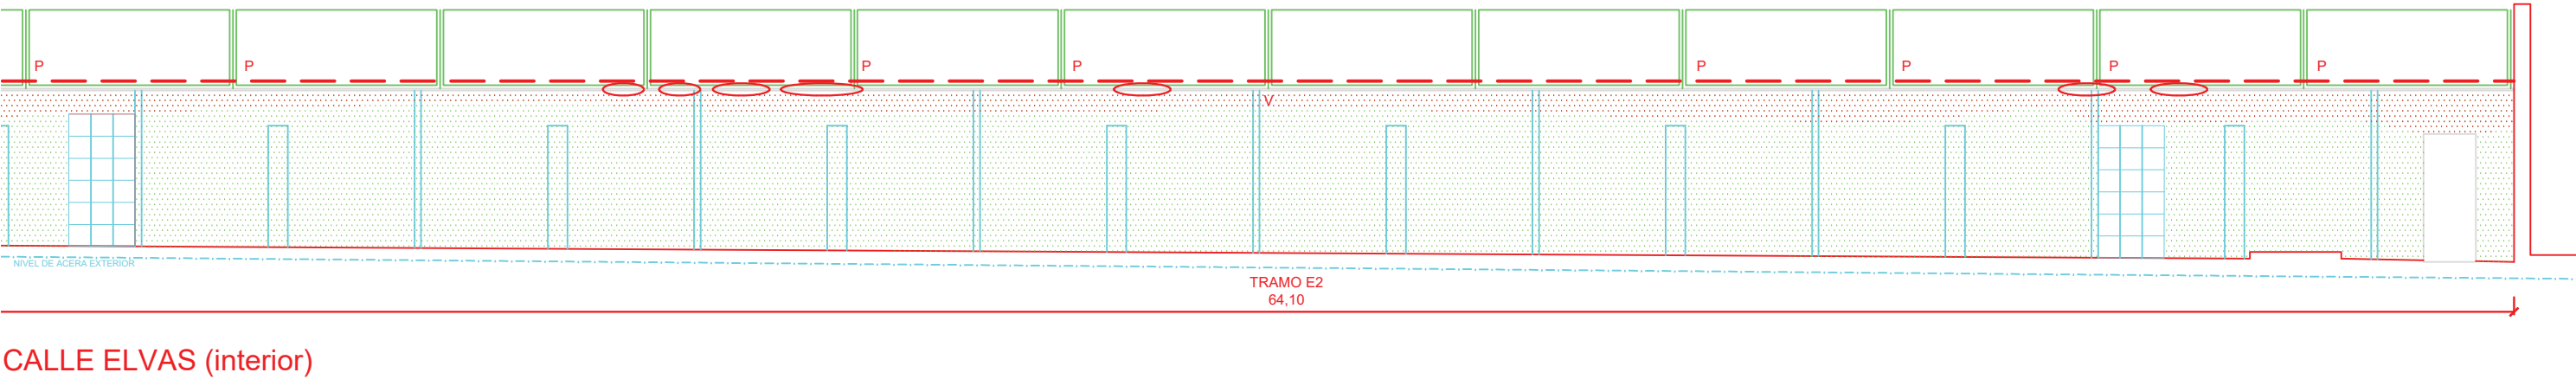 P P P P P P P P
V
NIVEL DE ACERA EXTERIOR
TRAMO E2
64,10
CALLE ELVAS (interior)